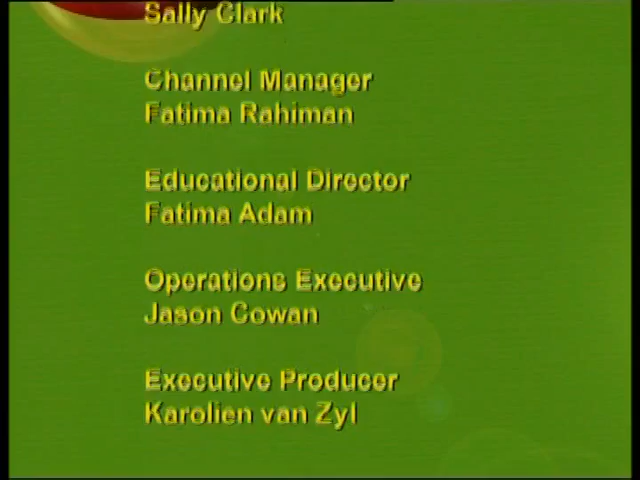 Sally Clark
Channel Manager
Fatima Rahiman
Educational Director
Fatima Adam
Operations Executive
Jason Cowan
Executive Producer
Karolien van Zyl